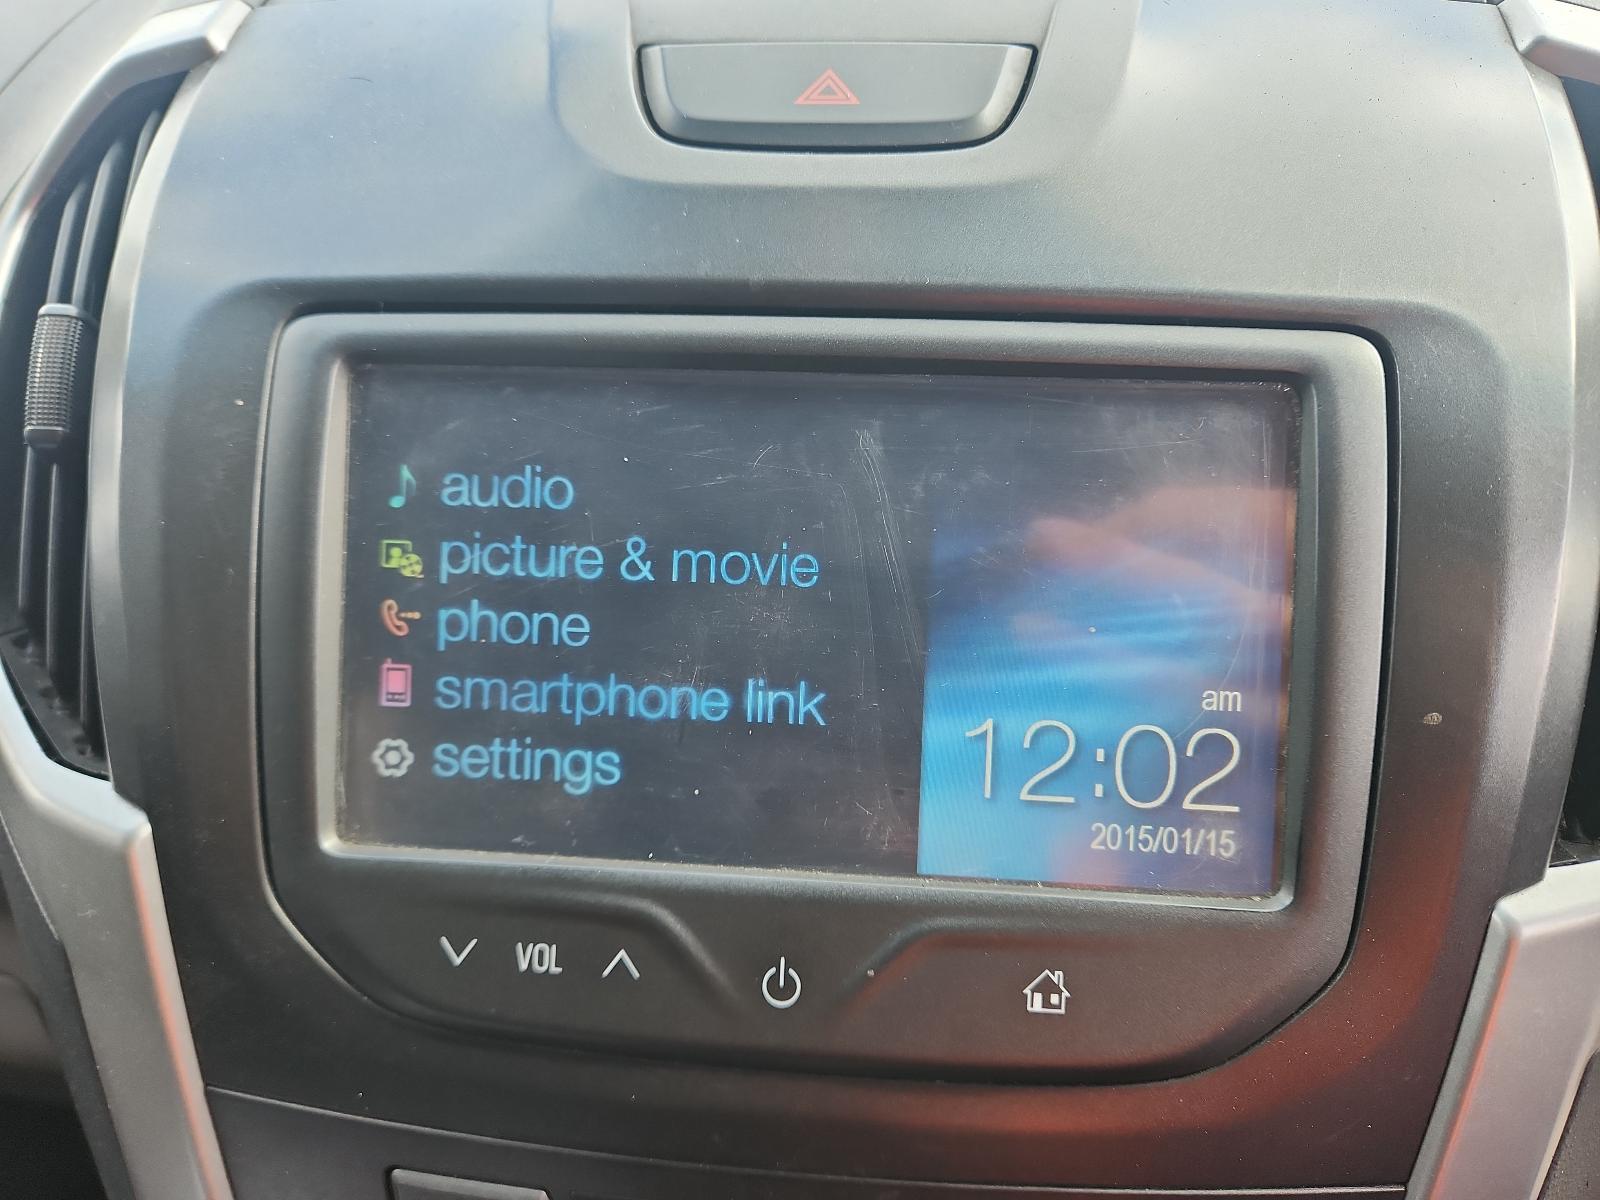 audio
picture & movie
phone
smartphone link
settings
am
12:02
2015/01/15
VOL